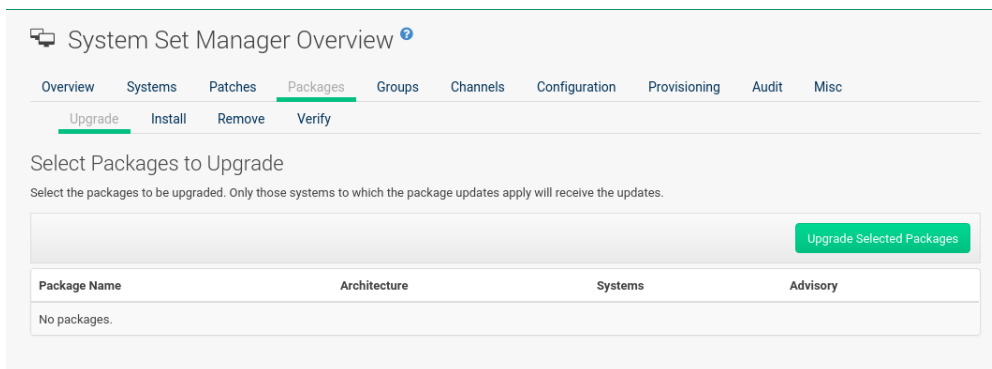 System Set Manager Overview ?
Overview Systems Patches Packages Groups Channels Configuration Provisioning Audit Misc
Upgrade Install Remove Verify
Select Packages to Upgrade
Select the packages to be upgraded. Only those systems to which the package updates apply will receive the updates.
Upgrade Selected Packages
Package Name Architecture Systems Advisory
No packages.